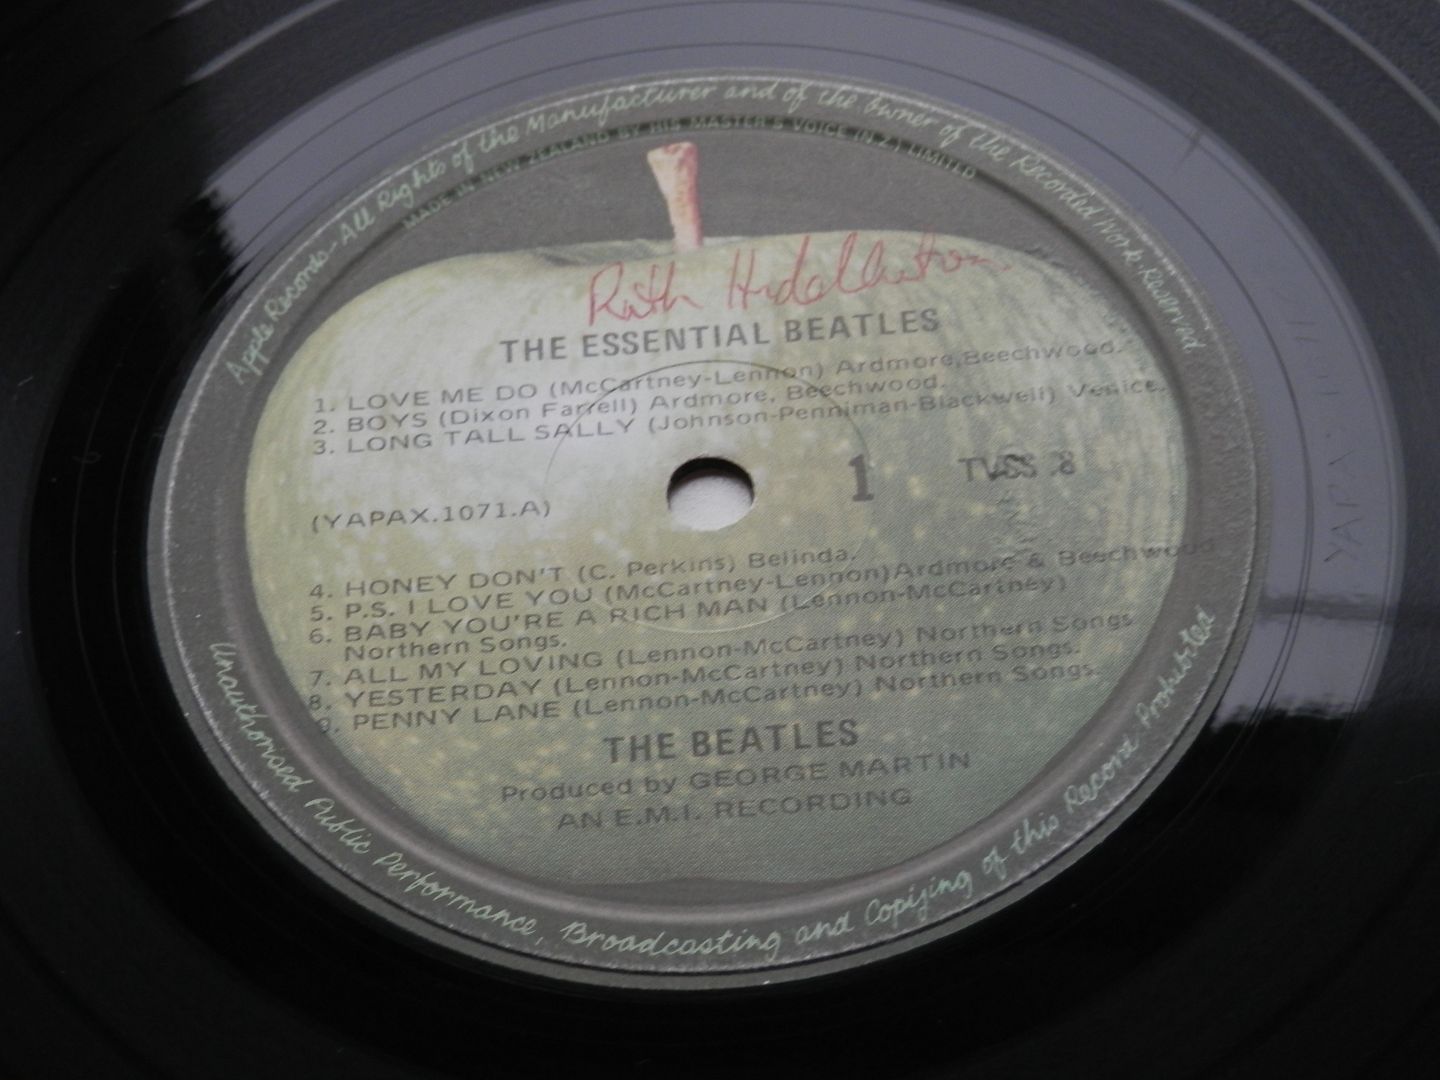 Apple Records-All Rights of the Manufacturer and of the Owner of the Recorded Work Reserved
MADE IN NEW ZEALAND BY HIS MASTER'S VOICE (N.Z.) LIMITED
Ruth Hiddleston.
THE ESSENTIAL BEATLES
1. LOVE ME DO (McCartney-Lennon) Ardmore,Beechwood.
2. BOYS (Dixon Farrell) Ardmore, Beechwood.
3. LONG TALL SALLY (Johnson-Penniman-Blackwell) Venice.
1
TVSS 8
(YAPAX.1071.A)
4. HONEY DON'T (C. Perkins) Belinda.
5. P.S. I LOVE YOU (McCartney-Lennon)Ardmore & Beechwood
6. BABY YOU'RE A RICH MAN (Lennon-McCartney)
Northern Songs.
7. ALL MY LOVING (Lennon-McCartney) Northern Songs
8. YESTERDAY (Lennon-McCartney) Northern Songs.
9. PENNY LANE (Lennon-McCartney) Northern Songs.
THE BEATLES
Produced by GEORGE MARTIN
AN E.M.I. RECORDING
Unauthorised Public Performance, Broadcasting and Copying of this Record Prohibited